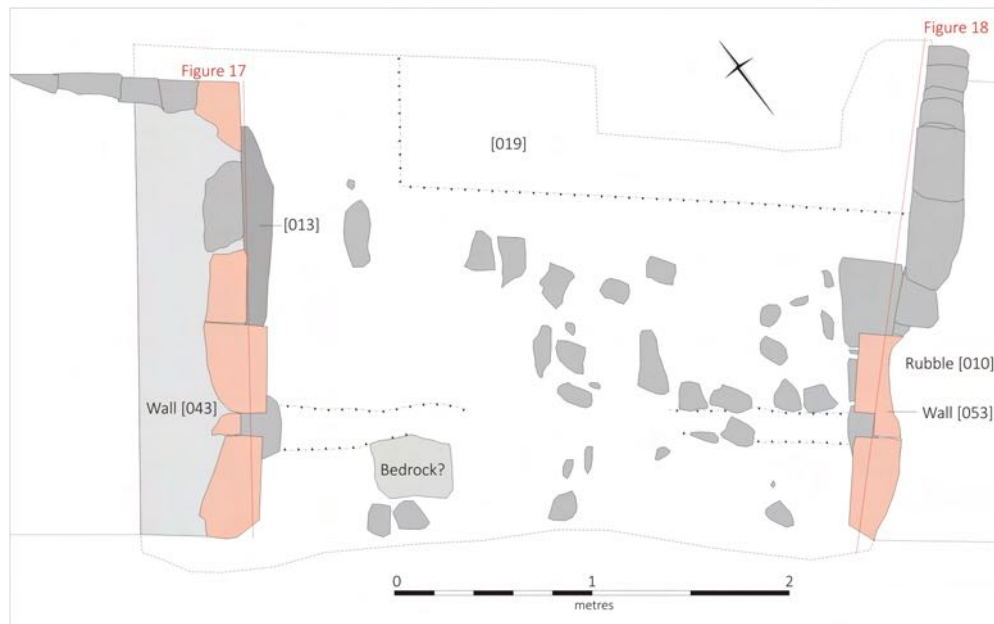 Figure 18
Figure 17
[019]
[013]
Rubble [010]
Wall [043]
Wall [053]
Bedrock?
0 1 2
metres